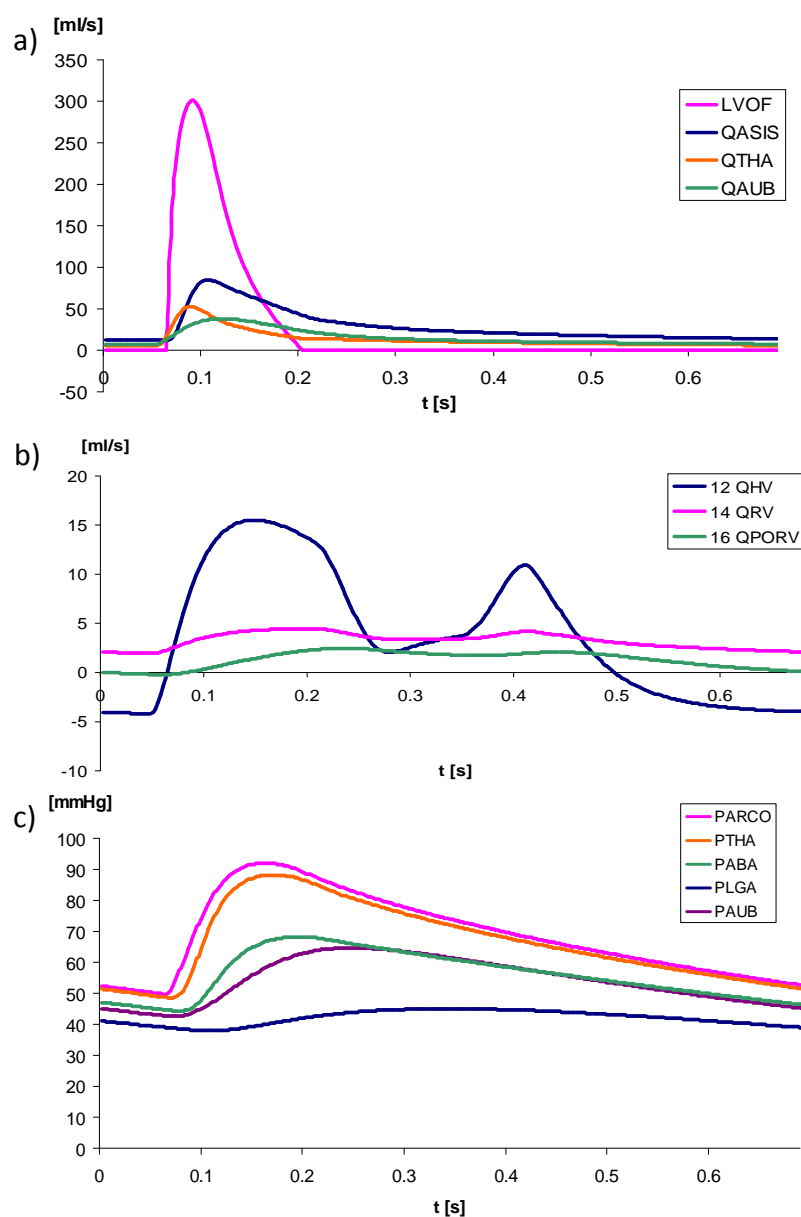 a)
[ml/s]
350
300
250
200
150
100
50
0
-50
0
0.1
0.2
0.3
0.4
0.5
0.6
t [s]
LVOF
QASIS
QTHA
QAUB
b)
[ml/s]
20
15
10
5
0
-5
-10
0
0.1
0.2
0.3
0.4
0.5
0.6
t [s]
12 QHV
14 QRV
16 QPORV
c)
[mmHg]
100
90
80
70
60
50
40
30
20
10
0
0
0.1
0.2
0.3
0.4
0.5
0.6
t [s]
PARCO
PTHA
PABA
PLGA
PAUB